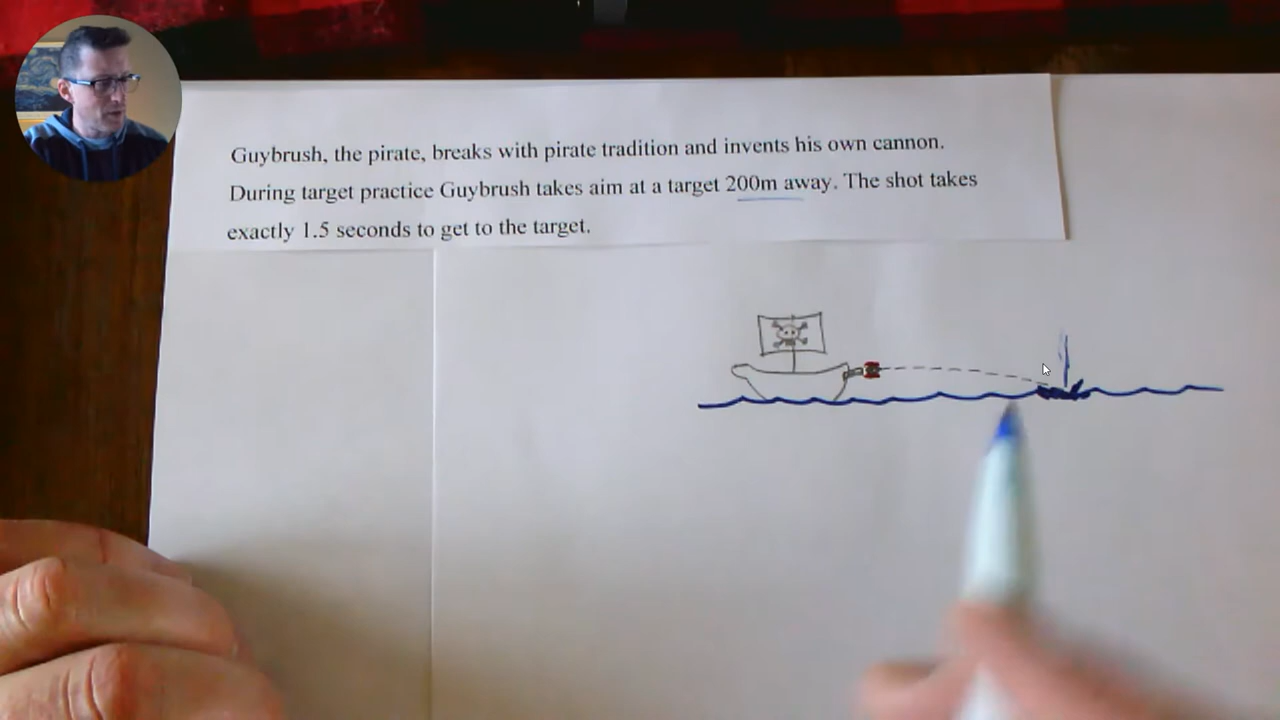 Guybrush, the pirate, breaks with pirate tradition and invents his own cannon.
During target practice Guybrush takes aim at a target 200m away. The shot takes
exactly 1.5 seconds to get to the target.